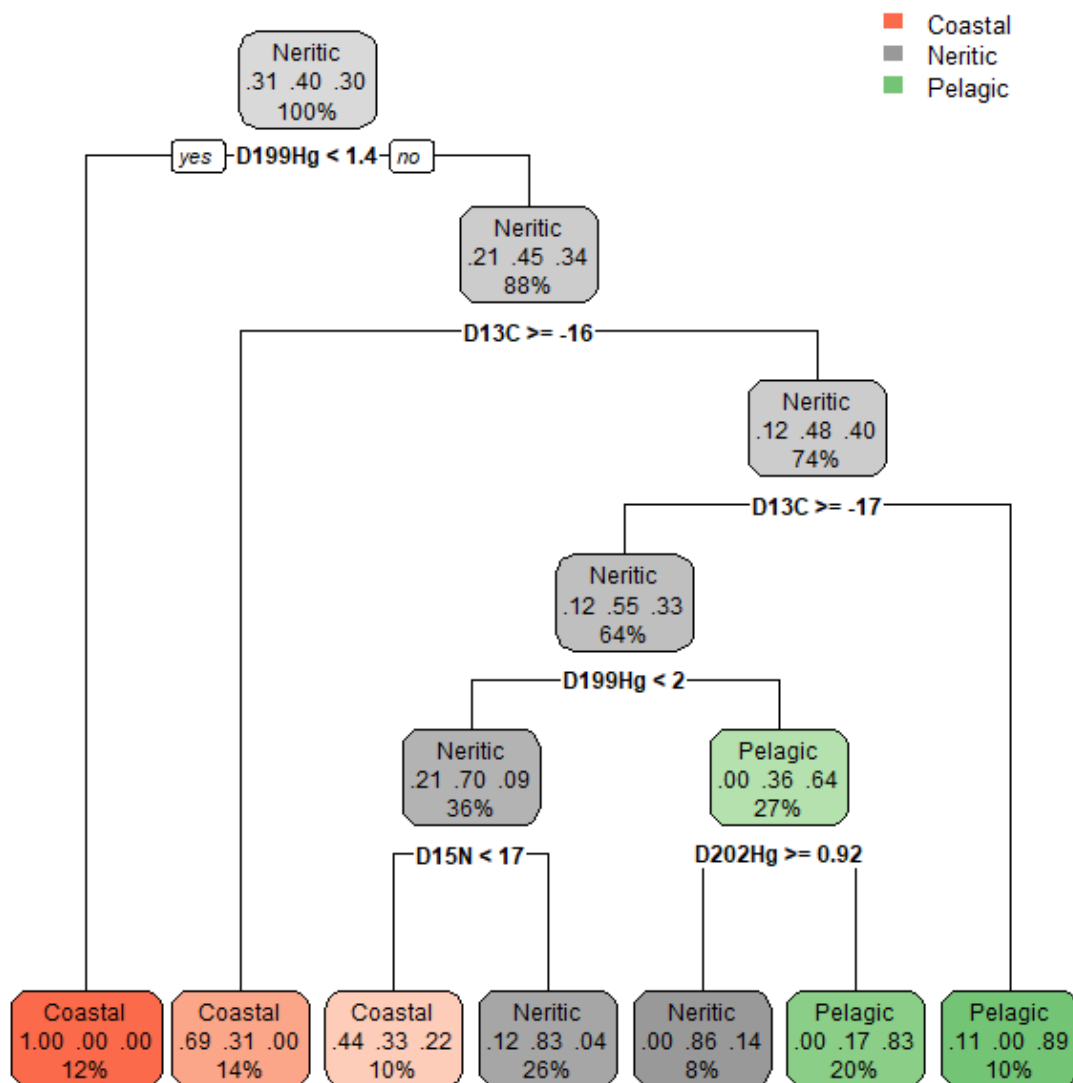 Coastal
Neritic
Pelagic
Neritic
.31 .40 .30
100%
yes D199Hg < 1.4 no
Neritic
.21 .45 .34
88%
D13C >= -16
Neritic
.12 .48 .40
74%
D13C >= -17
Neritic
.12 .55 .33
64%
D199Hg < 2
Neritic
.21 .70 .09
36%
Pelagic
.00 .36 .64
27%
D15N < 17
D202Hg >= 0.92
Coastal
1.00 .00 .00
12%
Coastal
.69 .31 .00
14%
Coastal
.44 .33 .22
10%
Neritic
.12 .83 .04
26%
Neritic
.00 .86 .14
8%
Pelagic
.00 .17 .83
20%
Pelagic
.11 .00 .89
10%